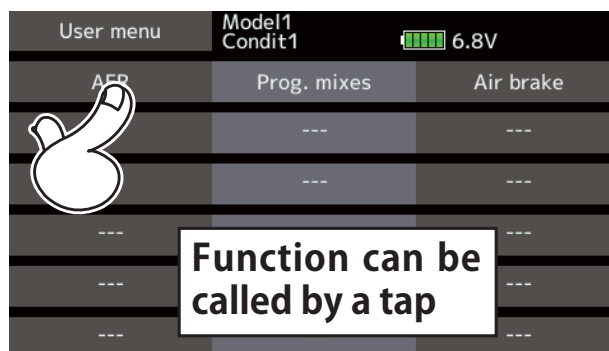 User menu
Model1
Condit1
6.8V
AFR Prog. mixes Air brake
--- ---
--- ---
--- ---
--- ---
--- ---
Function can be
called by a tap